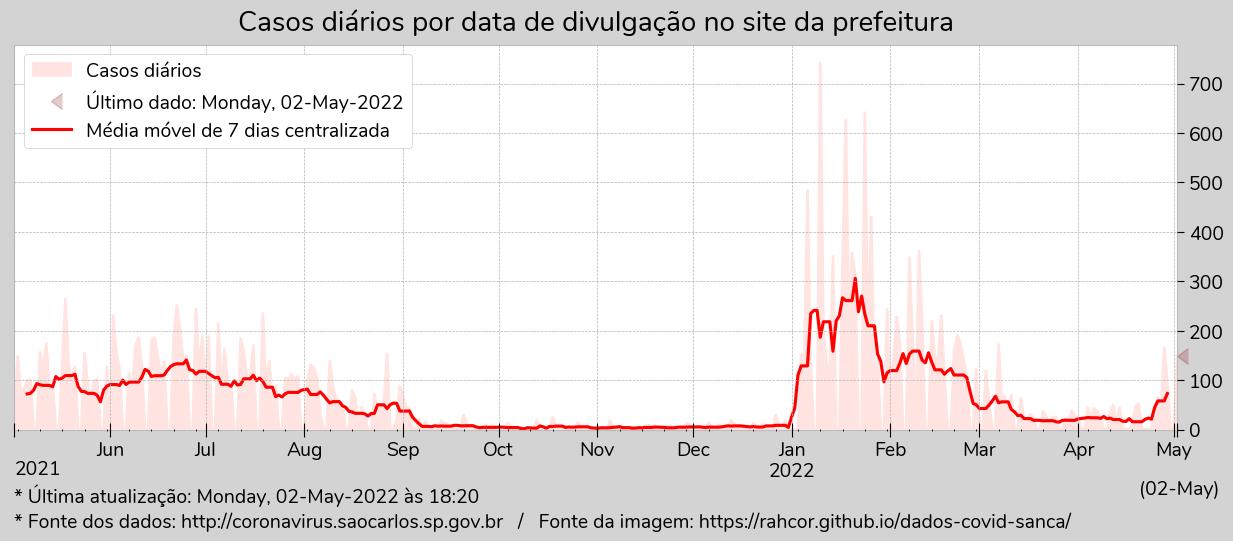 Casos diários por data de divulgação no site da prefeitura
Casos diários
Último dado: Monday, 02-May-2022
Média móvel de 7 dias centralizada
700
600
500
400
300
200
100
0
Jun Jul Aug Sep Oct Nov Dec Jan Feb Mar Apr May
2021 2022
(02-May)
* Última atualização: Monday, 02-May-2022 às 18:20
* Fonte dos dados: http://coronavirus.saocarlos.sp.gov.br / Fonte da imagem: https://rahcor.github.io/dados-covid-sanca/